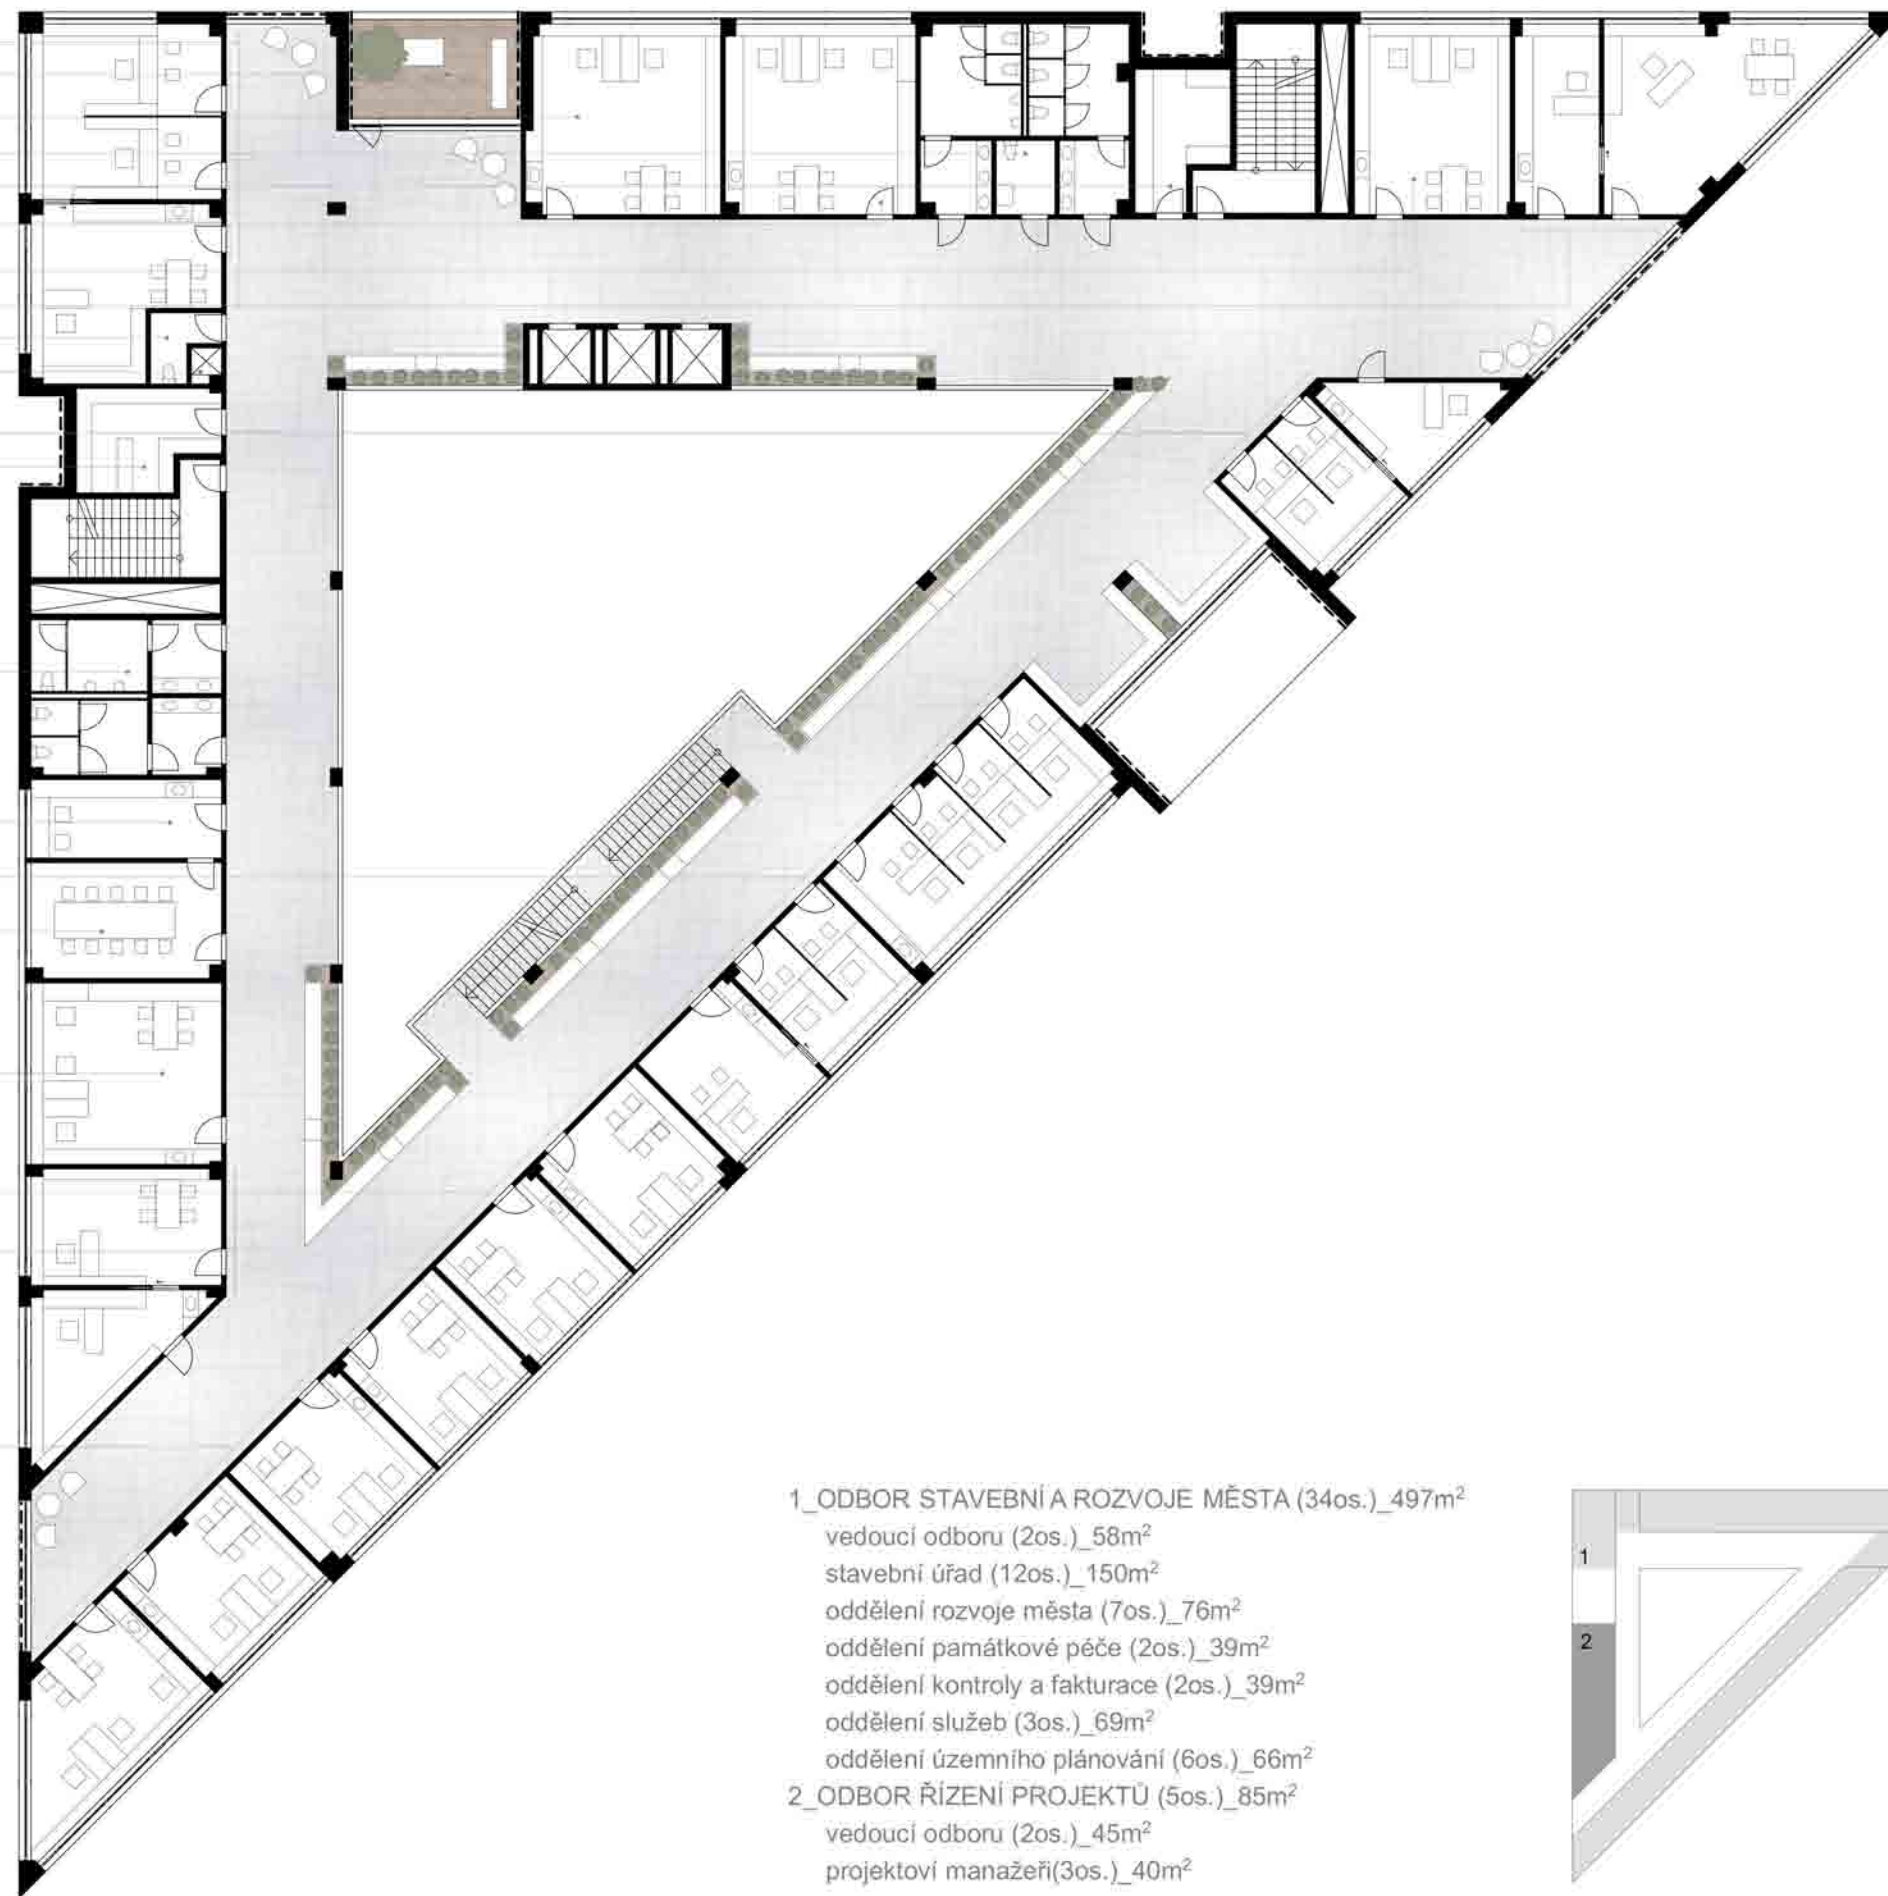 1_ODBOR STAVEBNÍ A ROZVOJE MĚSTA (34os.)_497m²
vedoucí odboru (2os.)_58m²
stavební úřad (12os.)_150m²
oddělení rozvoje města (7os.)_76m²
oddělení památkové péče (2os.)_39m²
oddělení kontroly a fakturace (2os.)_39m²
oddělení služeb (3os.)_69m²
oddělení územního plánování (6os.)_66m²
2_ODBOR ŘÍZENÍ PROJEKTŮ (5os.)_85m²
vedoucí odboru (2os.)_45m²
projektoví manažeři(3os.)_40m²
1
2